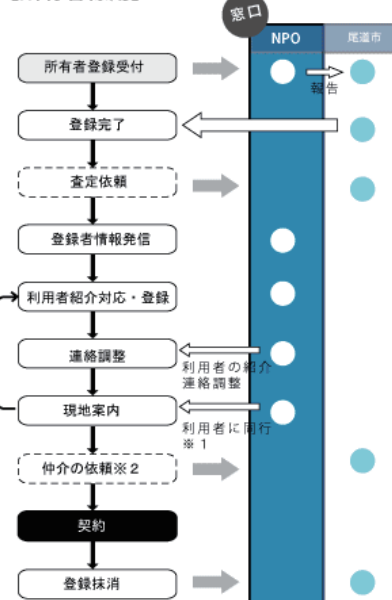 窓口
NPO
尾道市
所有者登録受付
報告
登録完了
査定依頼
登録者情報発信
利用者紹介対応・登録
連絡調整
利用者の紹介
連絡調整
現地案内
利用者に同行
※1
仲介の依頼※2
契約
登録抹消